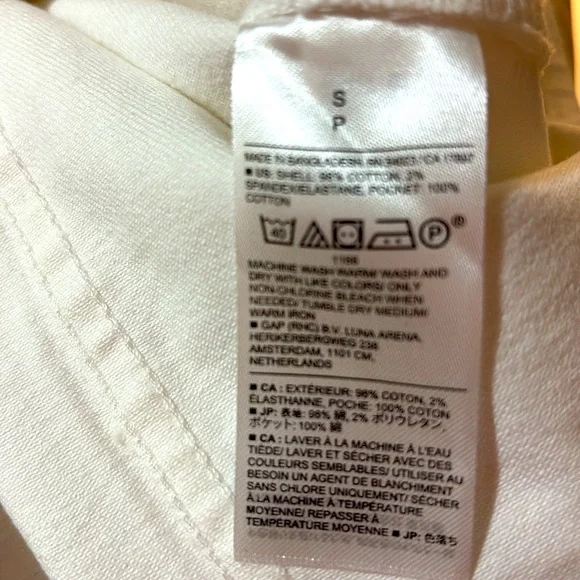 S
P
MADE IN BANGLADESH RN 54023 / CA 17897
■ US: SHELL: 98% COTTON, 2%
SPANDEX/ELASTANE, POCKET: 100%
COTTON
40 P ®
1198
MACHINE WASH WARM/ WASH AND
DRY WITH LIKE COLORS/ ONLY
NON-CHLORINE BLEACH WHEN
NEEDED/ TUMBLE DRY MEDIUM/
WARM IRON
■ GAP (RHC) B.V. LUNA ARENA,
HERIKERBERGWEG 238
AMSTERDAM, 1101 CM,
NETHERLANDS
■ CA : EXTÉRIEUR: 98% COTON, 2%
ÉLASTHANNE, POCHE: 100% COTON
■ JP: 表地: 98% 綿, 2% ポリウレタン,
ポケット: 100% 綿
■ CA : LAVER À LA MACHINE À L'EAU
TIÈDE/ LAVER ET SÉCHER AVEC DES
COULEURS SEMBLABLES/ UTILISER AU
BESOIN UN AGENT DE BLANCHIMENT
SANS CHLORE UNIQUEMENT/ SÉCHER
À LA MACHINE À TEMPÉRATURE
MOYENNE/ REPASSER À
TEMPÉRATURE MOYENNE ■ JP: 色落ち